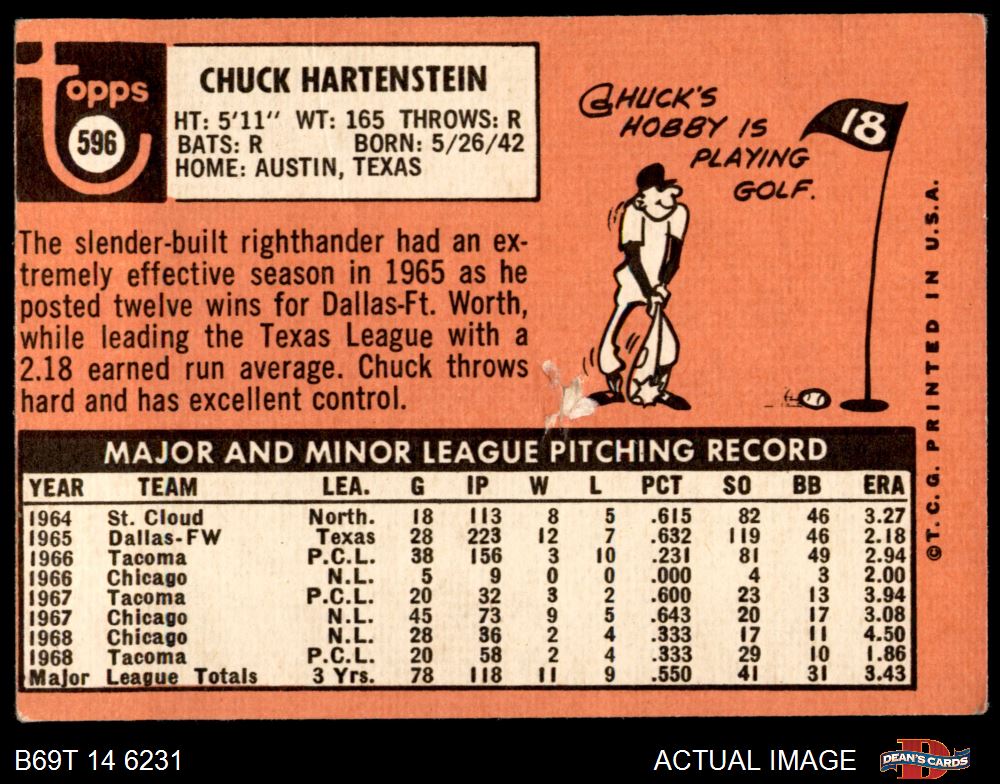 topps
596
CHUCK HARTENSTEIN
HT: 5'11" WT: 165 THROWS: R
BATS: R BORN: 5/26/42
HOME: AUSTIN, TEXAS
The slender-built righthander had an ex-
tremely effective season in 1965 as he
posted twelve wins for Dallas-Ft. Worth,
while leading the Texas League with a
2.18 earned run average. Chuck throws
hard and has excellent control.
CHUCK'S
HOBBY IS
PLAYING
GOLF.
18
MAJOR AND MINOR LEAGUE PITCHING RECORD
YEAR TEAM LEA. G IP W L PCT SO BB ERA
1964 St. Cloud North. 18 113 8 5 .615 82 46 3.27
1965 Dallas-FW Texas 28 223 12 7 .632 119 46 2.18
1966 Tacoma P.C.L. 38 156 3 10 .231 81 49 2.94
1966 Chicago N.L. 5 9 0 0 .000 4 3 2.00
1967 Tacoma P.C.L. 20 32 3 2 .600 23 13 3.94
1967 Chicago N.L. 45 73 9 5 .643 20 17 3.08
1968 Chicago N.L. 28 36 2 4 .333 17 11 4.50
1968 Tacoma P.C.L. 20 58 2 4 .333 29 10 1.86
Major League Totals 3 Yrs. 78 118 11 9 .550 41 31 3.43
©T.C.G. PRINTED IN U.S.A.
B69T 14 6231
ACTUAL IMAGE
DEAN'S CARDS